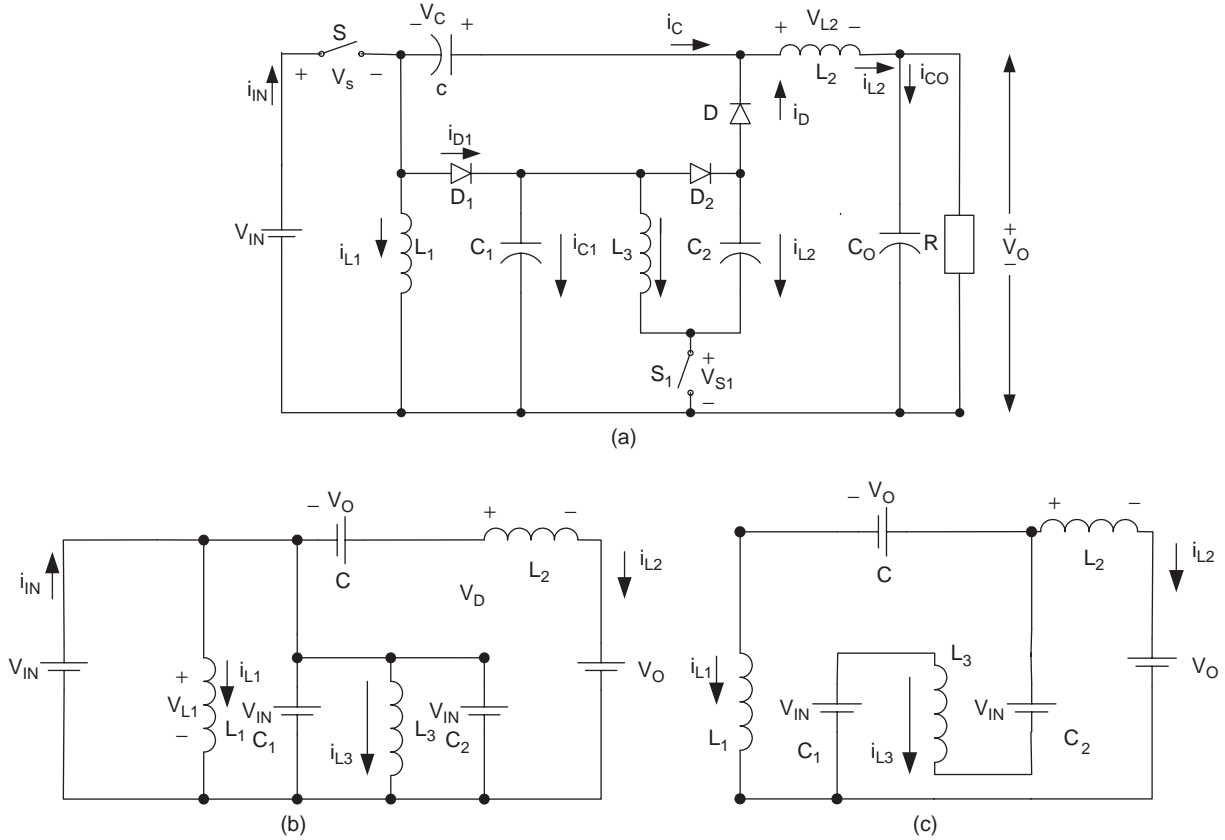 − V_C +
S
i_C
+ V_L2 −
i_IN
+ V_s −
c
L_2
i_L2
i_CO
D
i_D
i_D1
D_1
D_2
V_IN
i_L1
L_1
C_1
i_C1
L_3
C_2
i_L2
C_O
R
+
V_O
−
S_1
+
V_S1
−
(a)
− V_O
+ −
C
L_2
i_IN
i_L2
V_D
V_IN
+
V_L1
−
i_L1
L_1
V_IN
C_1
i_L3
L_3
V_IN
C_2
V_O
(b)
− V_O
+ −
C
L_2
i_L2
i_L1
L_1
V_IN
C_1
L_3
i_L3
V_IN
C_2
V_O
(c)